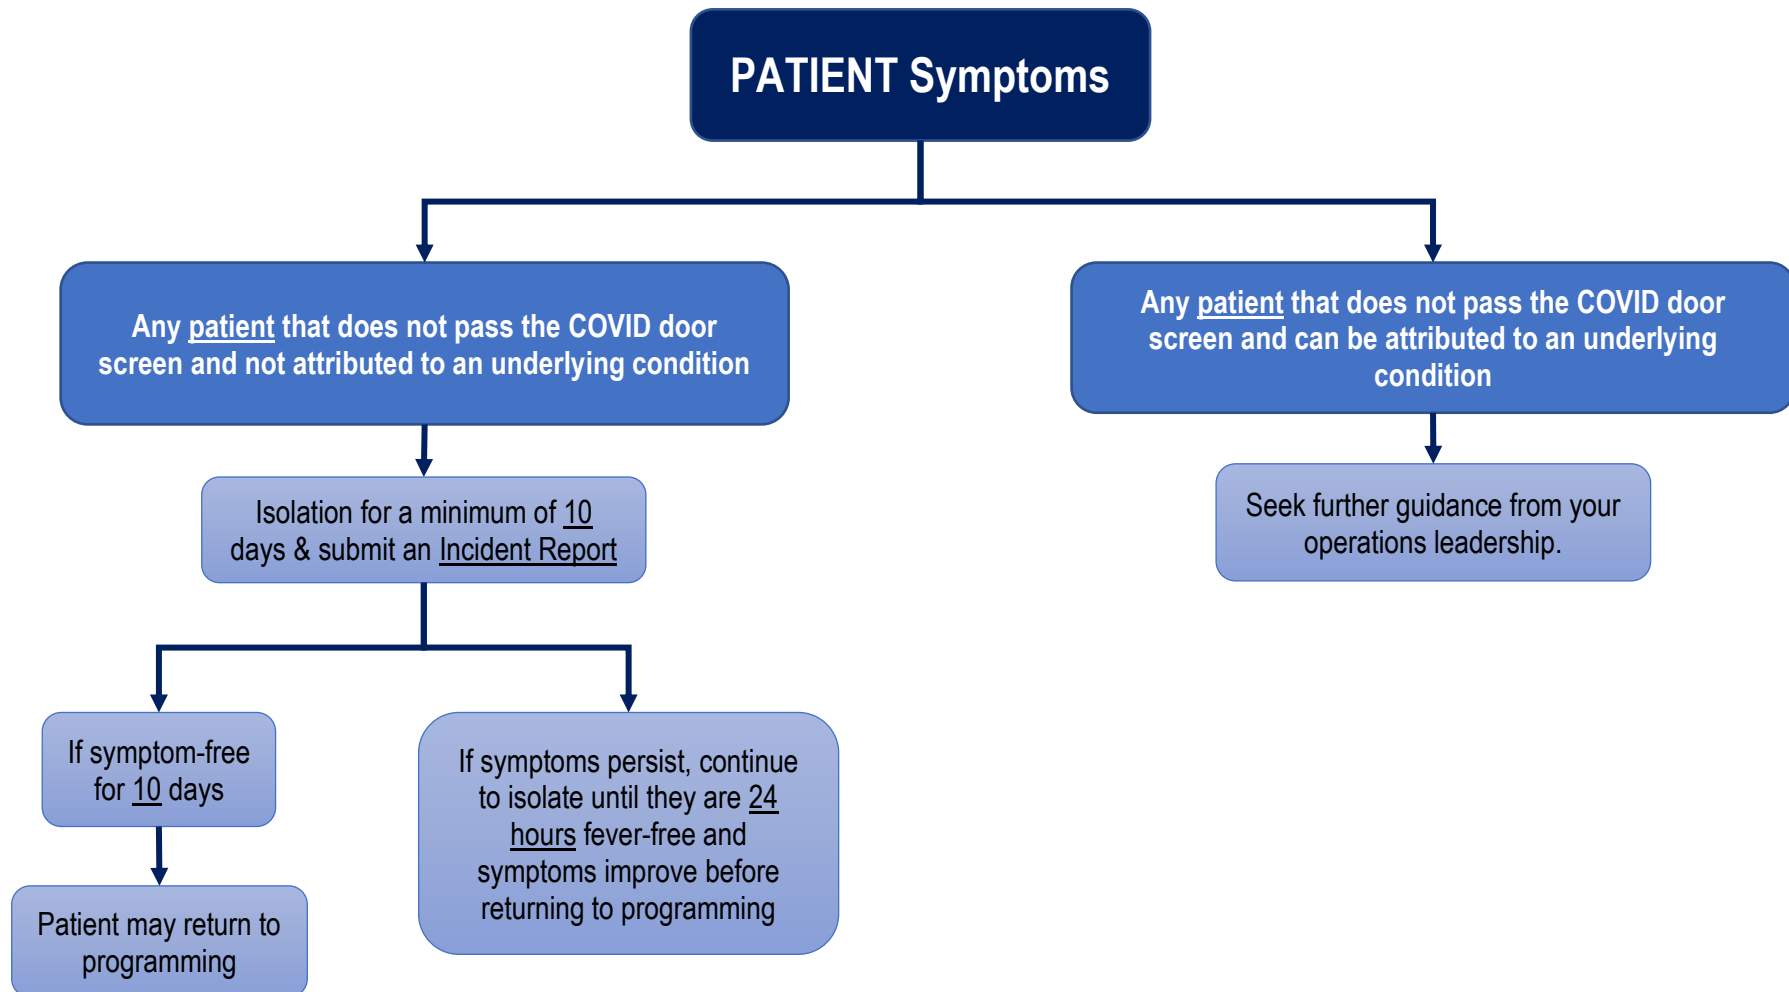 PATIENT Symptoms
Any patient that does not pass the COVID door
screen and not attributed to an underlying condition
Any patient that does not pass the COVID door
screen and can be attributed to an underlying
condition
Isolation for a minimum of 10
days & submit an Incident Report
Seek further guidance from your
operations leadership.
If symptom-free
for 10 days
If symptoms persist, continue
to isolate until they are 24
hours fever-free and
symptoms improve before
returning to programming
Patient may return to
programming